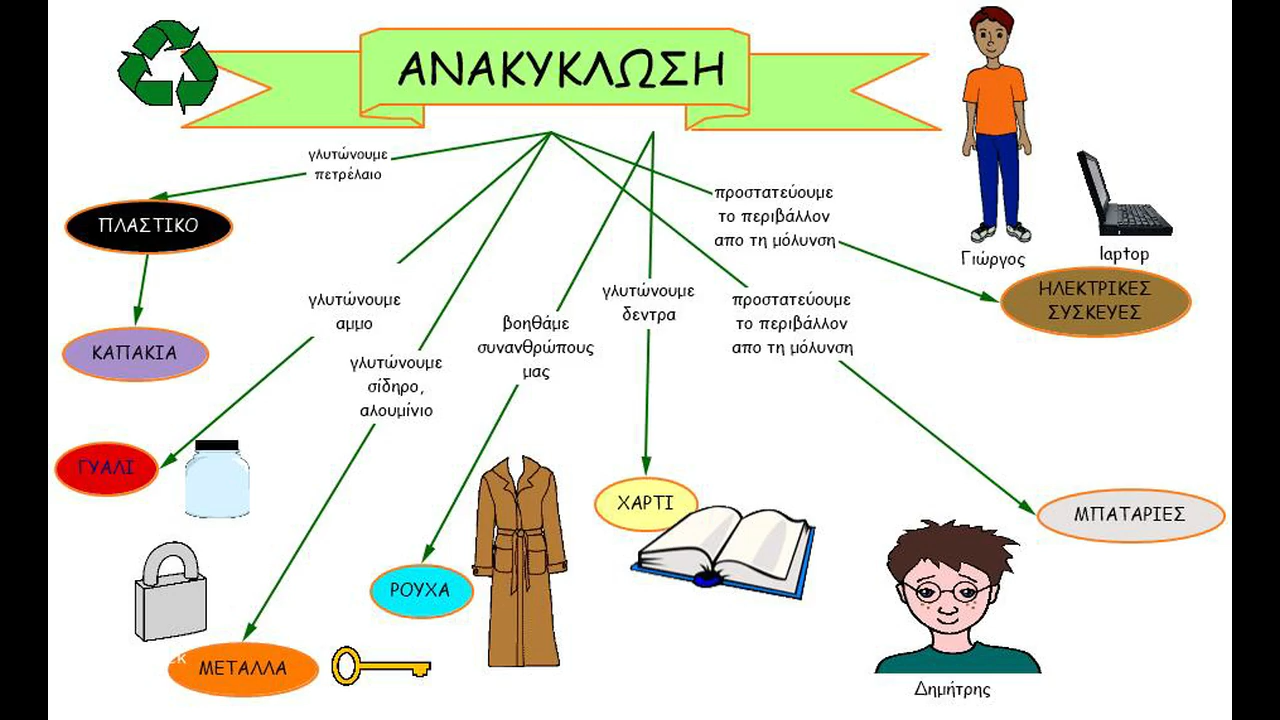 ΑΝΑΚΥΚΛΩΣΗ
γλυτώνουμε
πετρέλαιο
ΠΛΑΣΤΙΚΟ
ΚΑΠΑΚΙΑ
γλυτώνουμε
αμμο
ΓΥΑΛΙ
γλυτώνουμε
σίδηρο,
αλουμίνιο
ΜΕΤΑΛΛΑ
βοηθάμε
συνανθρώπους
μας
ΡΟΥΧΑ
γλυτώνουμε
δεντρα
ΧΑΡΤΙ
προστατεύουμε
το περιβάλλον
απο τη μόλυνση
ΜΠΑΤΑΡΙΕΣ
προστατεύουμε
το περιβάλλον
απο τη μόλυνση
ΗΛΕΚΤΡΙΚΕΣ
ΣΥΣΚΕΥΕΣ
Γιώργος
laptop
Δημήτρης